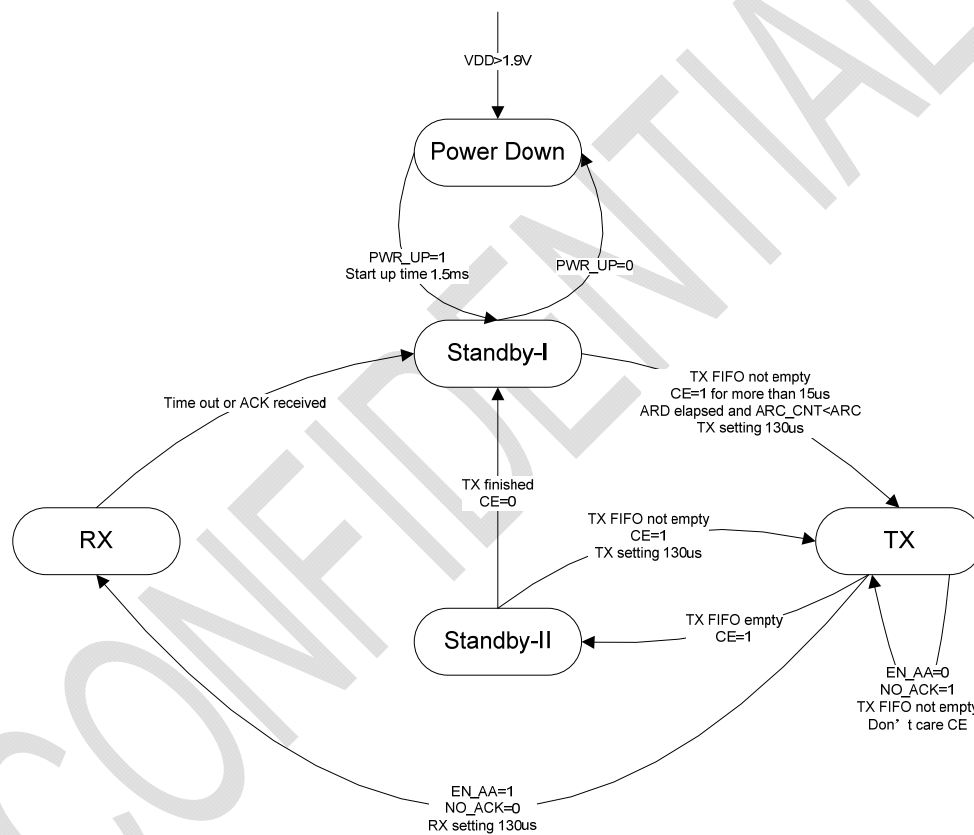 VDD>1.9V
Power Down
PWR_UP=1
Start up time 1.5ms
PWR_UP=0
Standby-I
TX FIFO not empty
CE=1 for more than 15us
ARD elapsed and ARC_CNT<ARC
TX setting 130us
Time out or ACK received
TX finished
CE=0
TX FIFO not empty
CE=1
TX setting 130us
RX
TX
Standby-II
TX FIFO empty
CE=1
EN_AA=0
NO_ACK=1
TX FIFO not empty
Don't care CE
EN_AA=1
NO_ACK=0
RX setting 130us
CONFIDENTIAL